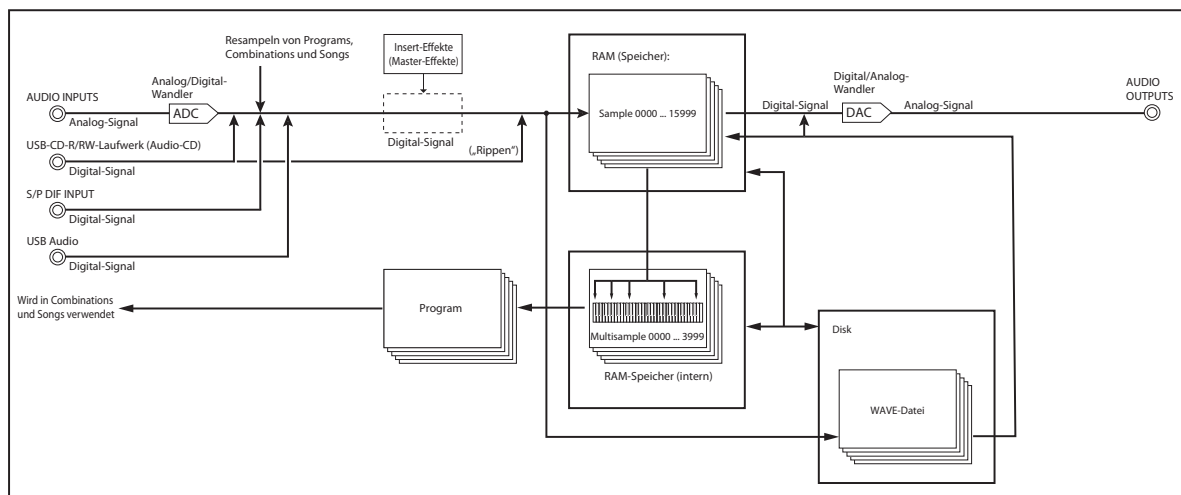 Resampeln von Programs,
Combinations und Songs
Insert-Effekte
(Master-Effekte)
RAM (Speicher):
Analog/Digital-
Wandler
Digital/Analog-
Wandler
AUDIO
OUTPUTS
AUDIO INPUTS
ADC
Analog-Signal
Sample 0000 ... 15999
Digital-Signal
DAC
Analog-Signal
Digital-Signal
USB-CD-R/RW-Laufwerk (Audio-CD)
(„Rippen“)
Digital-Signal
S/P DIF INPUT
Digital-Signal
USB Audio
Digital-Signal
Wird in Combinations
und Songs verwendet
Program
Multisample 0000 ... 3999
RAM-Speicher (intern)
Disk
WAVE-Datei